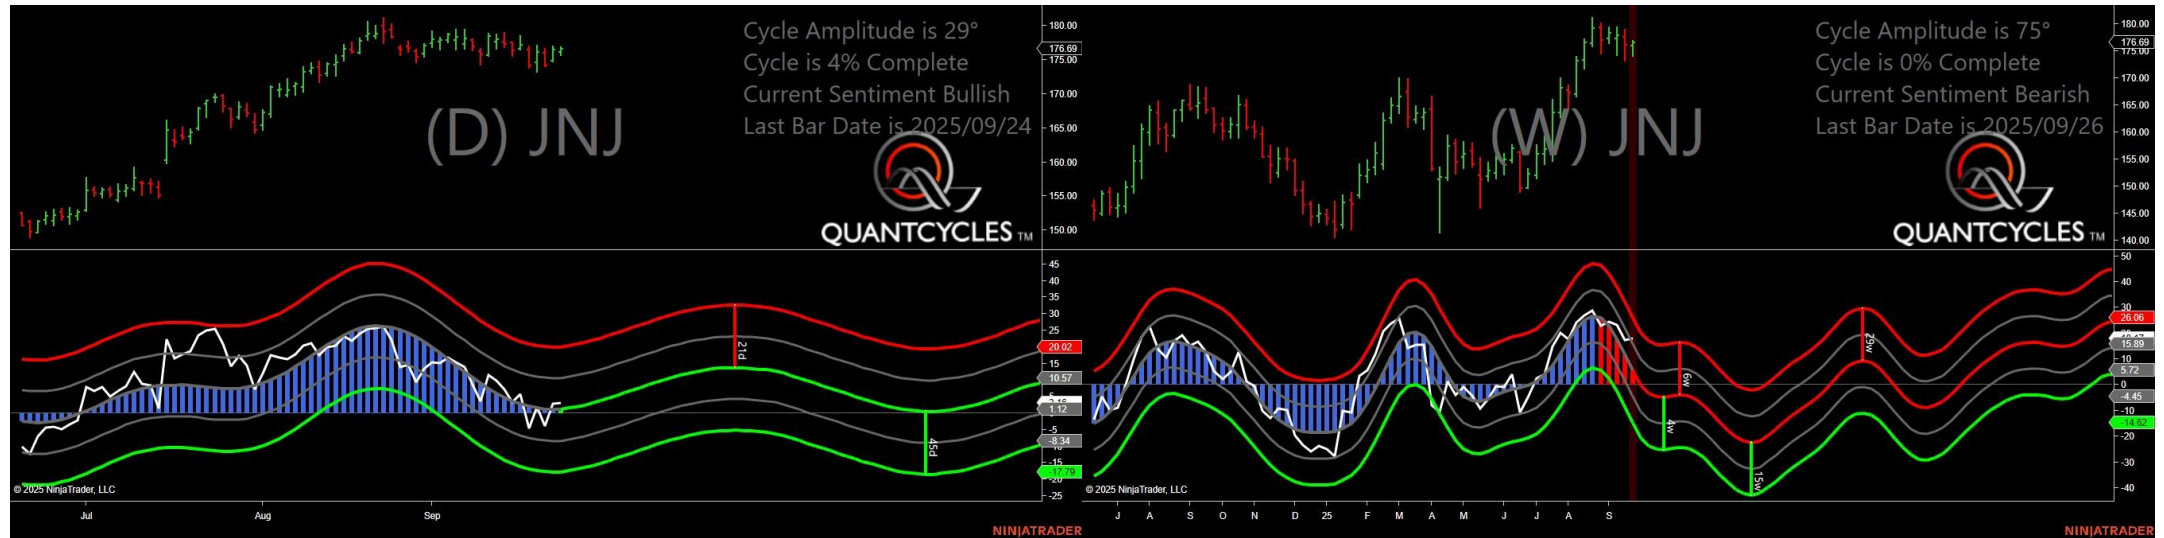 Cycle Amplitude is 29°
Cycle is 4% Complete
Current Sentiment Bullish
Last Bar Date is 2025/09/24
(D) JNJ
QUANTCYCLES TM
180.00
176.69
175.00
170.00
165.00
160.00
155.00
150.00
45
40
35
30
25
20.02
15
10.57
1.12
-5
-8.34
-15
-17.79
-20
-25
21d
45d
© 2025 NinjaTrader, LLC
Jul Aug Sep
NINJATRADER
Cycle Amplitude is 75°
Cycle is 0% Complete
Current Sentiment Bearish
Last Bar Date is 2025/09/26
(W) JNJ
QUANTCYCLES TM
180.00
176.69
175.00
170.00
165.00
160.00
155.00
150.00
145.00
140.00
50
40
30
26.06
15.89
10
5.72
0
-4.45
-10
-14.62
-20
-30
-40
6w
4w
15w
29w
© 2025 NinjaTrader, LLC
J A S O N D 25 F M A M J J A S
NINJATRADER